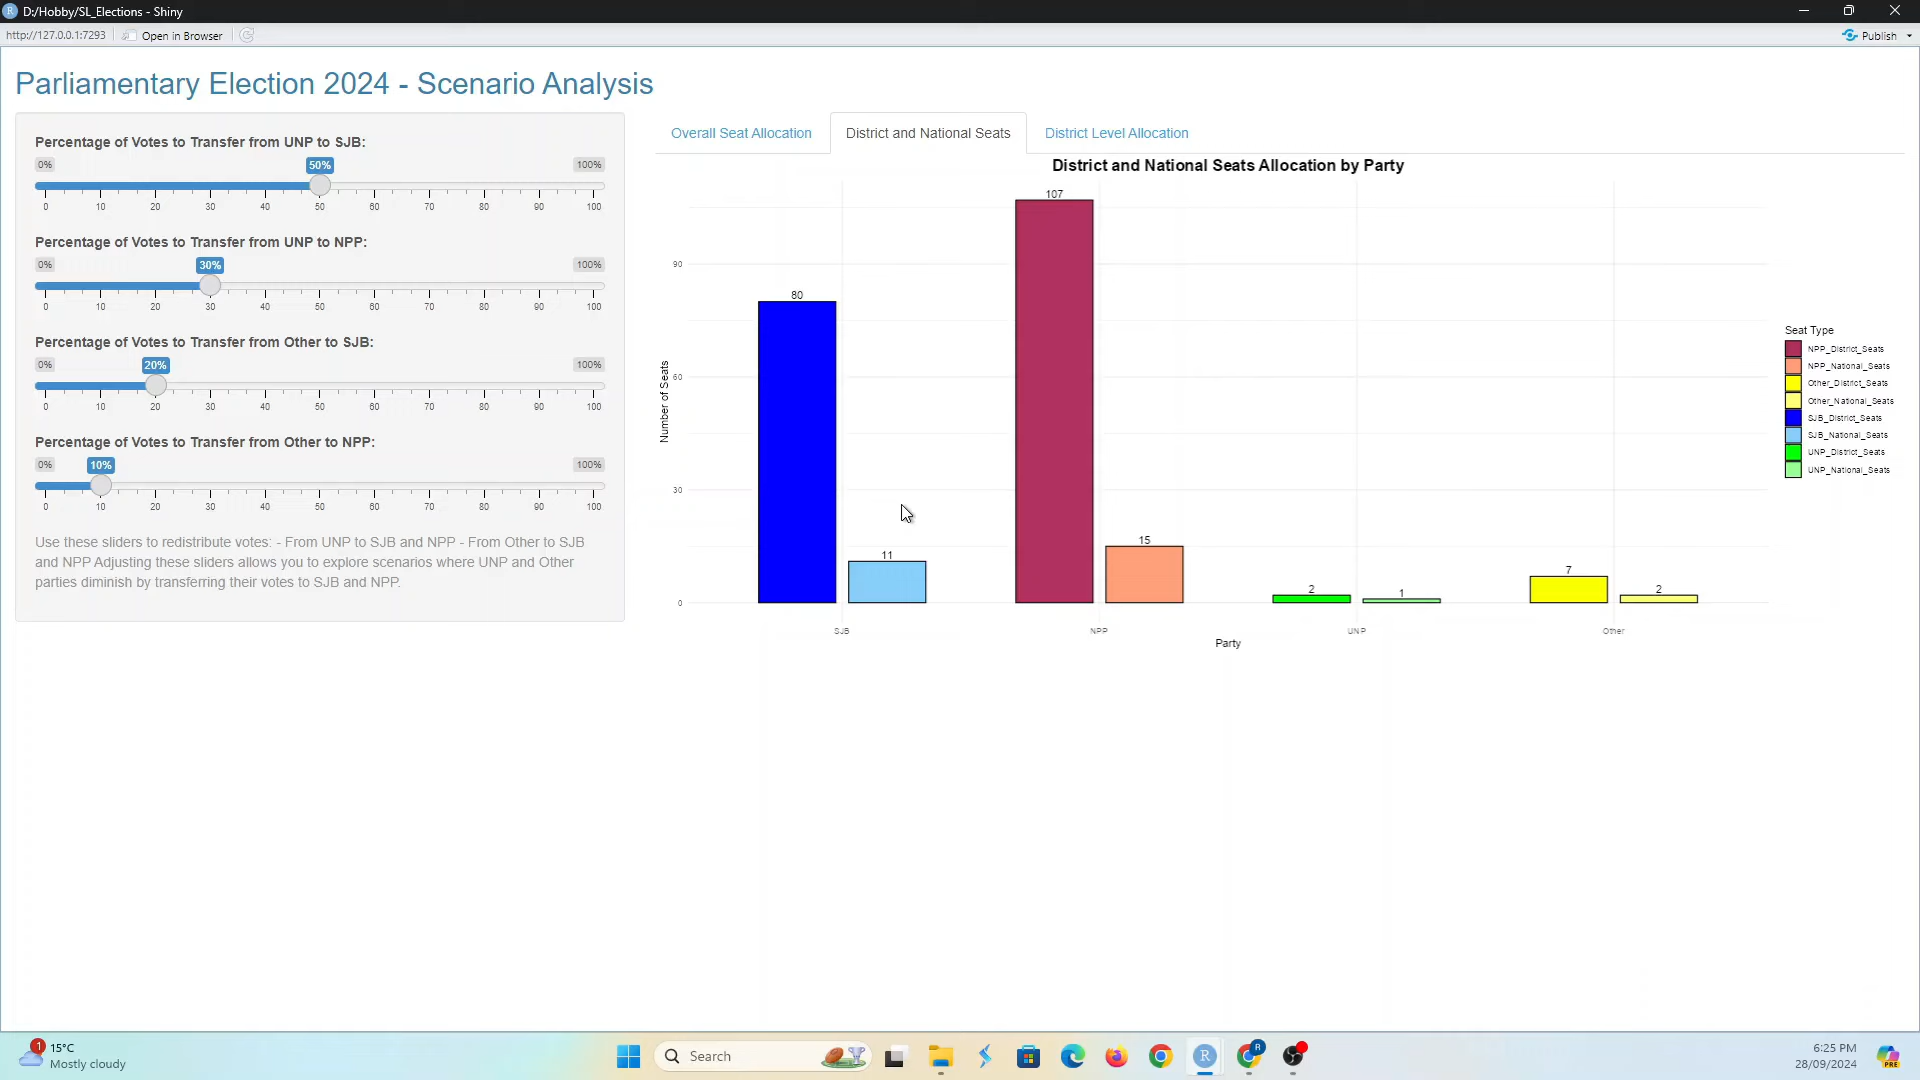 D:/Hobby/SL_Elections - Shiny
http://127.0.0.1:7293 Open in Browser Publish
Parliamentary Election 2024 - Scenario Analysis
Percentage of Votes to Transfer from UNP to SJB:
0% 50% 100%
0 10 20 30 40 50 60 70 80 90 100
Percentage of Votes to Transfer from UNP to NPP:
0% 30% 100%
0 10 20 30 40 50 60 70 80 90 100
Percentage of Votes to Transfer from Other to SJB:
0% 20% 100%
0 10 20 30 40 50 60 70 80 90 100
Percentage of Votes to Transfer from Other to NPP:
0% 10% 100%
0 10 20 30 40 50 60 70 80 90 100
Use these sliders to redistribute votes: - From UNP to SJB and NPP - From Other to SJB
and NPP Adjusting these sliders allows you to explore scenarios where UNP and Other
parties diminish by transferring their votes to SJB and NPP.
Overall Seat Allocation District and National Seats District Level Allocation
District and National Seats Allocation by Party
Number of Seats
90
60
30
0
80
11
107
15
2
1
7
2
SJB NPP UNP Other
Party
Seat Type
NPP_District_Seats
NPP_National_Seats
Other_District_Seats
Other_National_Seats
SJB_District_Seats
SJB_National_Seats
UNP_District_Seats
UNP_National_Seats
1
15°C
Mostly cloudy
Search
R
R
PRE
6:25 PM
28/09/2024